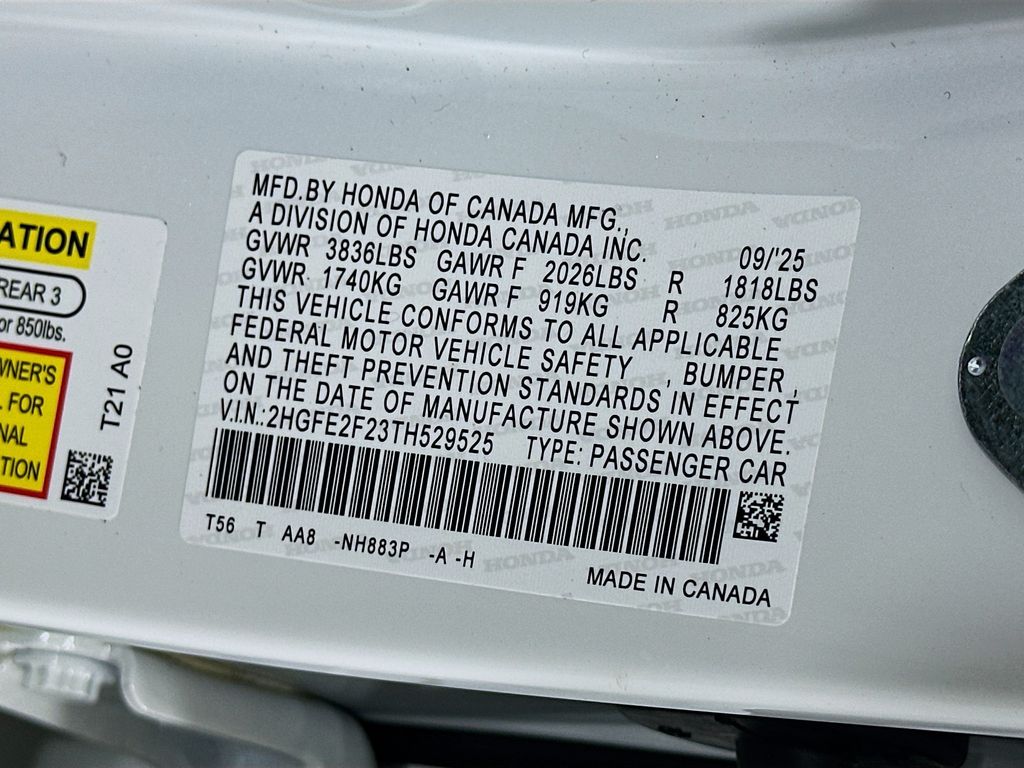 ATION
REAR 3
or 850lbs.
WNER'S
L FOR
NAL
TION
T21 A0
MFD.BY HONDA OF CANADA MFG.,
A DIVISION OF HONDA CANADA INC. 09/'25
GVWR 3836LBS GAWR F 2026LBS R 1818LBS
GVWR 1740KG GAWR F 919KG R 825KG
THIS VEHICLE CONFORMS TO ALL APPLICABLE
FEDERAL MOTOR VEHICLE SAFETY , BUMPER ,
AND THEFT PREVENTION STANDARDS IN EFFECT
ON THE DATE OF MANUFACTURE SHOWN ABOVE.
V.I.N.:2HGFE2F23TH529525 TYPE: PASSENGER CAR
T56 T AA8 -NH883P -A -H
MADE IN CANADA